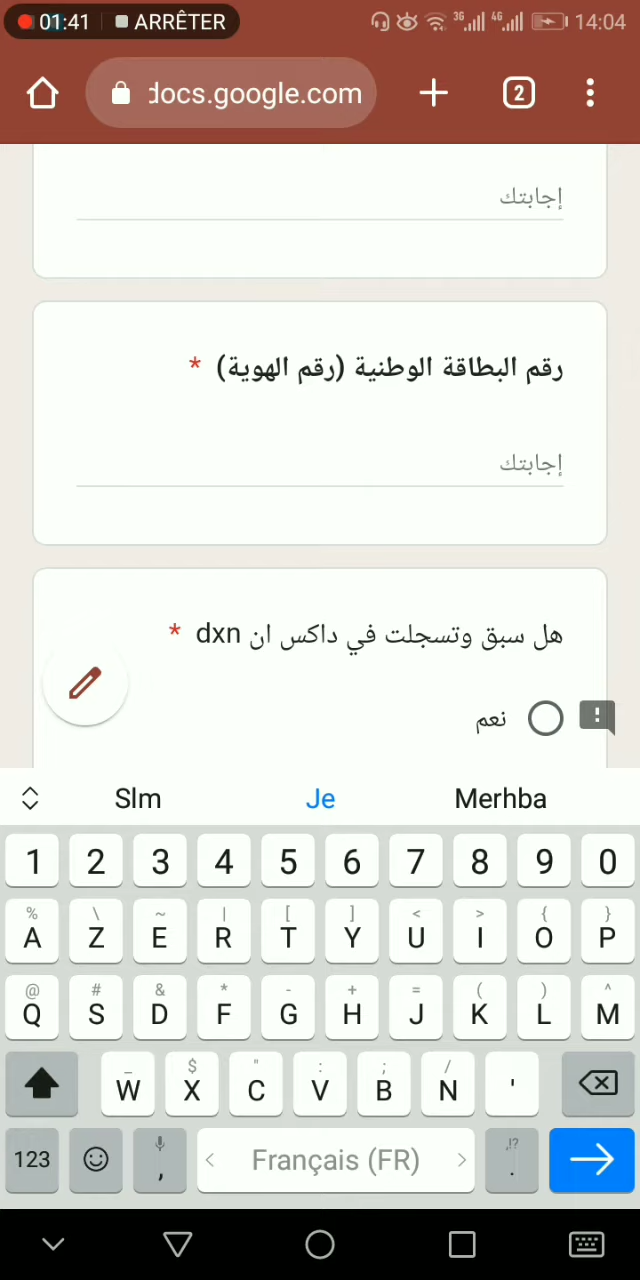 01:41 ARRÊTER 3G 4G 14:04
docs.google.com + 2
إجابتك
رقم البطاقة الوطنية (رقم الهوية) *
إجابتك
هل سبق وتسجلت في داكس ان dxn *
نعم
Slm Je Merhba
1 2 3 4 5 6 7 8 9 0
% \ ~ | [ ] < > { }
A Z E R T Y U I O P
@ # & * - + = ( ) ^
Q S D F G H J K L M
_ $ " : ; /
W X C V B N '
123 , Français (FR) ,!? .